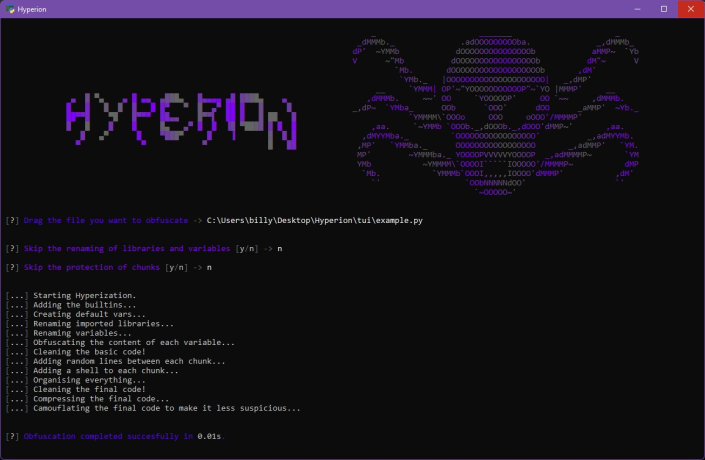 Hyperion
HYPERION
[?] Drag the file you want to obfuscate -> C:\Users\billy\Desktop\Hyperion\tui\example.py
[?] Skip the renaming of libraries and variables [y/n] -> n
[?] Skip the protection of chunks [y/n] -> n
[...] Starting Hyperization.
[...] Adding the builtins...
[...] Creating default vars...
[...] Renaming imported libraries...
[...] Renaming variables...
[...] Obfuscating the content of each variable...
[...] Cleaning the basic code!
[...] Adding random lines between each chunk...
[...] Adding a shell to each chunk...
[...] Organising everything...
[...] Cleaning the final code!
[...] Compressing the final code...
[...] Camouflating the final code to make it less suspicious...
[?] Obfuscation completed succesfully in 0.01s